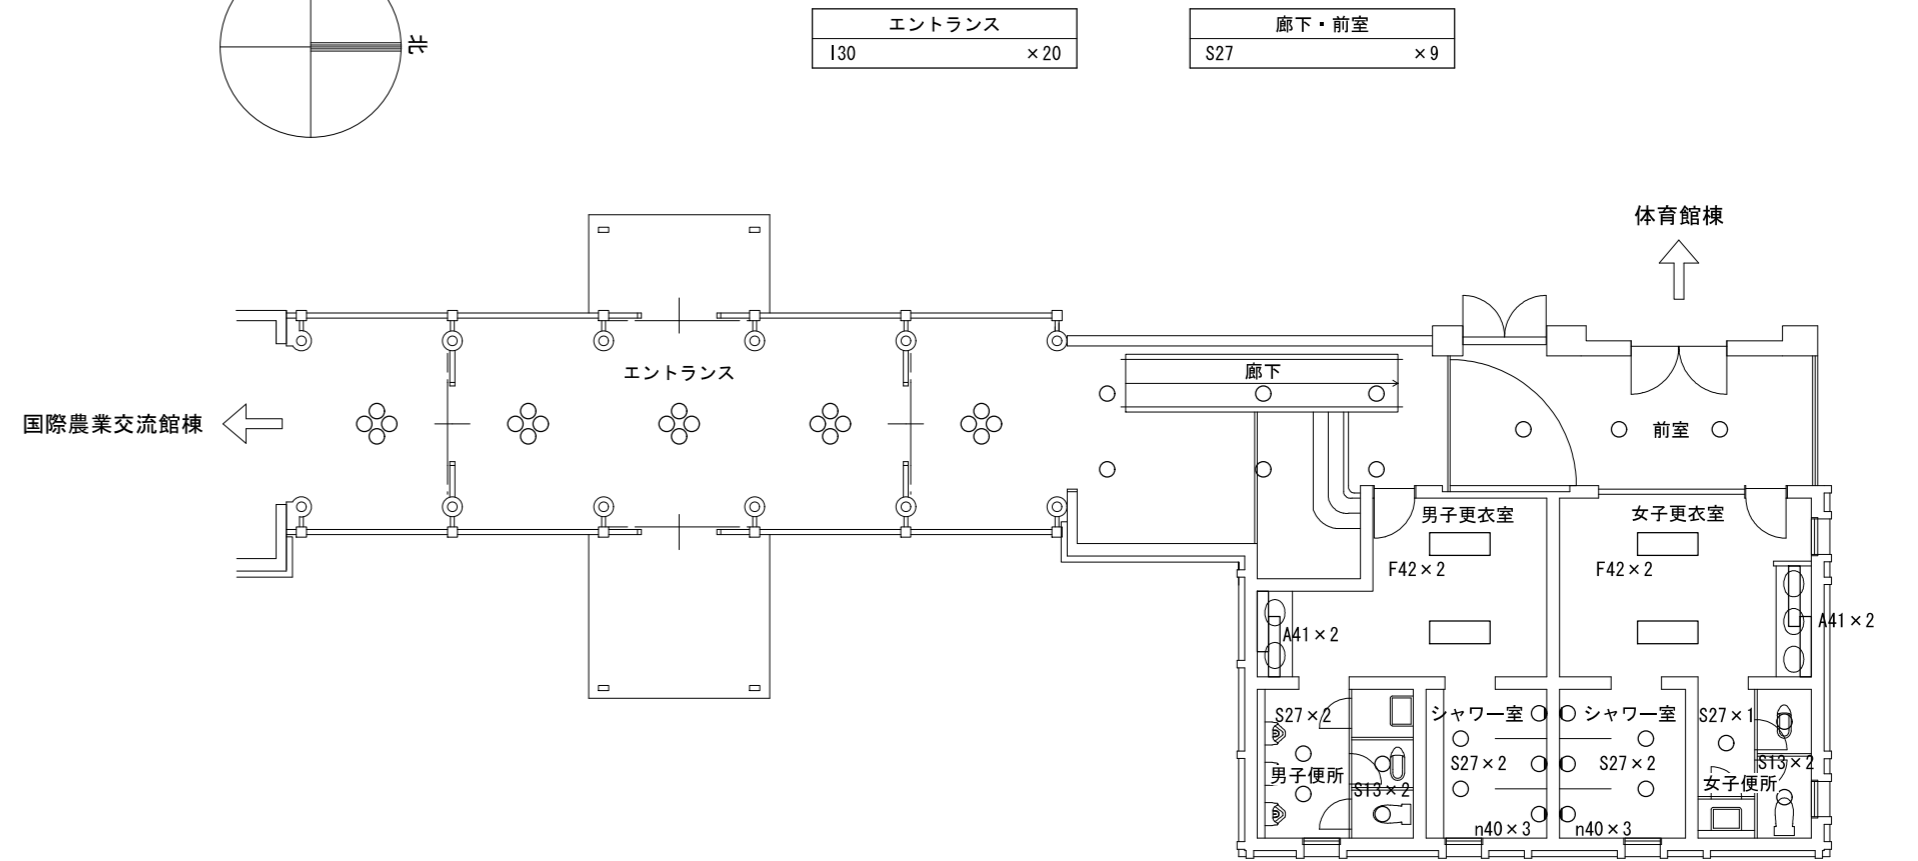 北
エントランス
I30 ×20
廊下・前室
S27 ×9
体育館棟
国際農業交流館棟
エントランス
廊下
前室
男子更衣室
女子更衣室
F42×2
F42×2
A41×2
A41×2
S27×2
シャワー室
シャワー室
S27×1
S27×2
S27×2
S13×2
男子便所
女子便所
S13×2
n40×3
n40×3